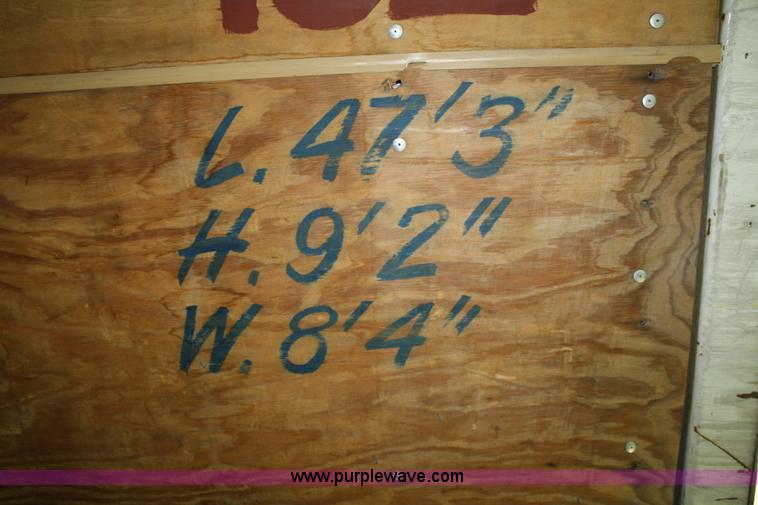 L. 47'3"
H. 9'2"
W. 8'4"
www.purplewave.com